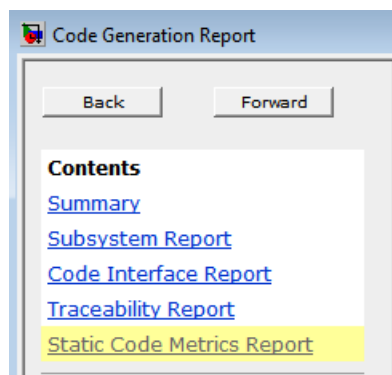 Code Generation Report
Back Forward
Contents
Summary
Subsystem Report
Code Interface Report
Traceability Report
Static Code Metrics Report